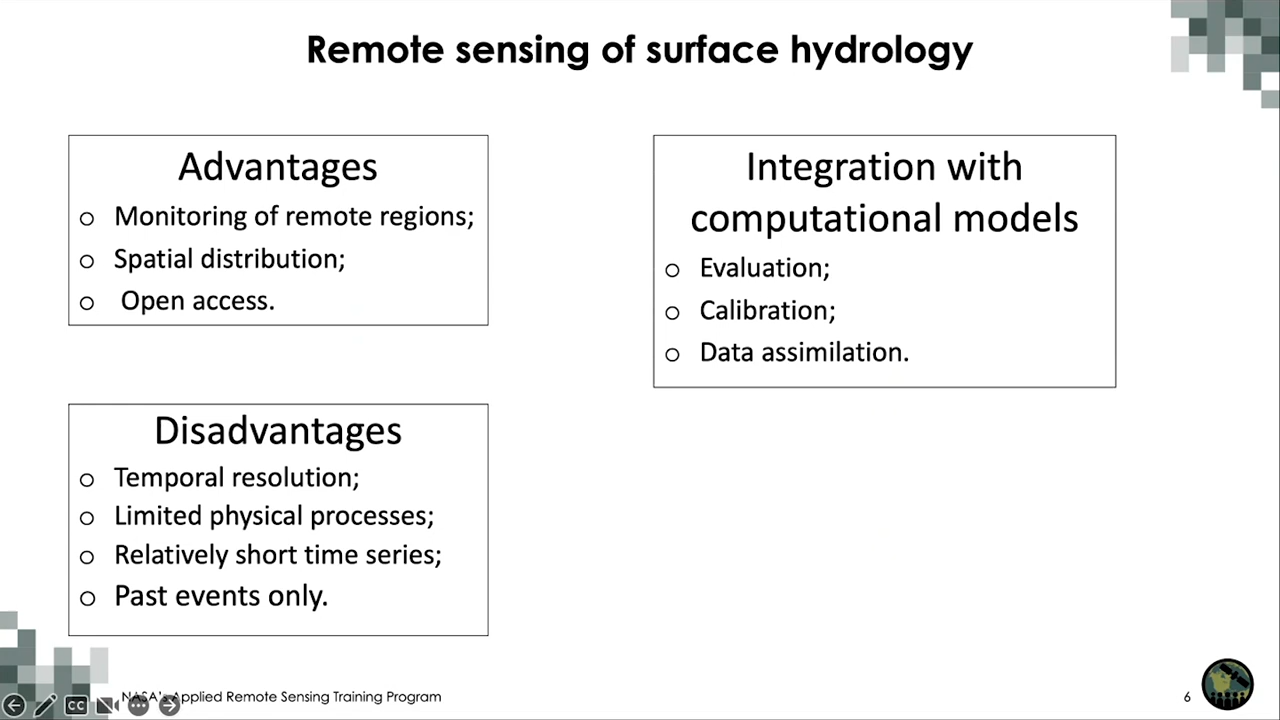 Remote sensing of surface hydrology
Advantages
o Monitoring of remote regions;
o Spatial distribution;
o Open access.
Disadvantages
o Temporal resolution;
o Limited physical processes;
o Relatively short time series;
o Past events only.
Integration with
computational models
o Evaluation;
o Calibration;
o Data assimilation.
CC
NASA's Applied Remote Sensing Training Program
6